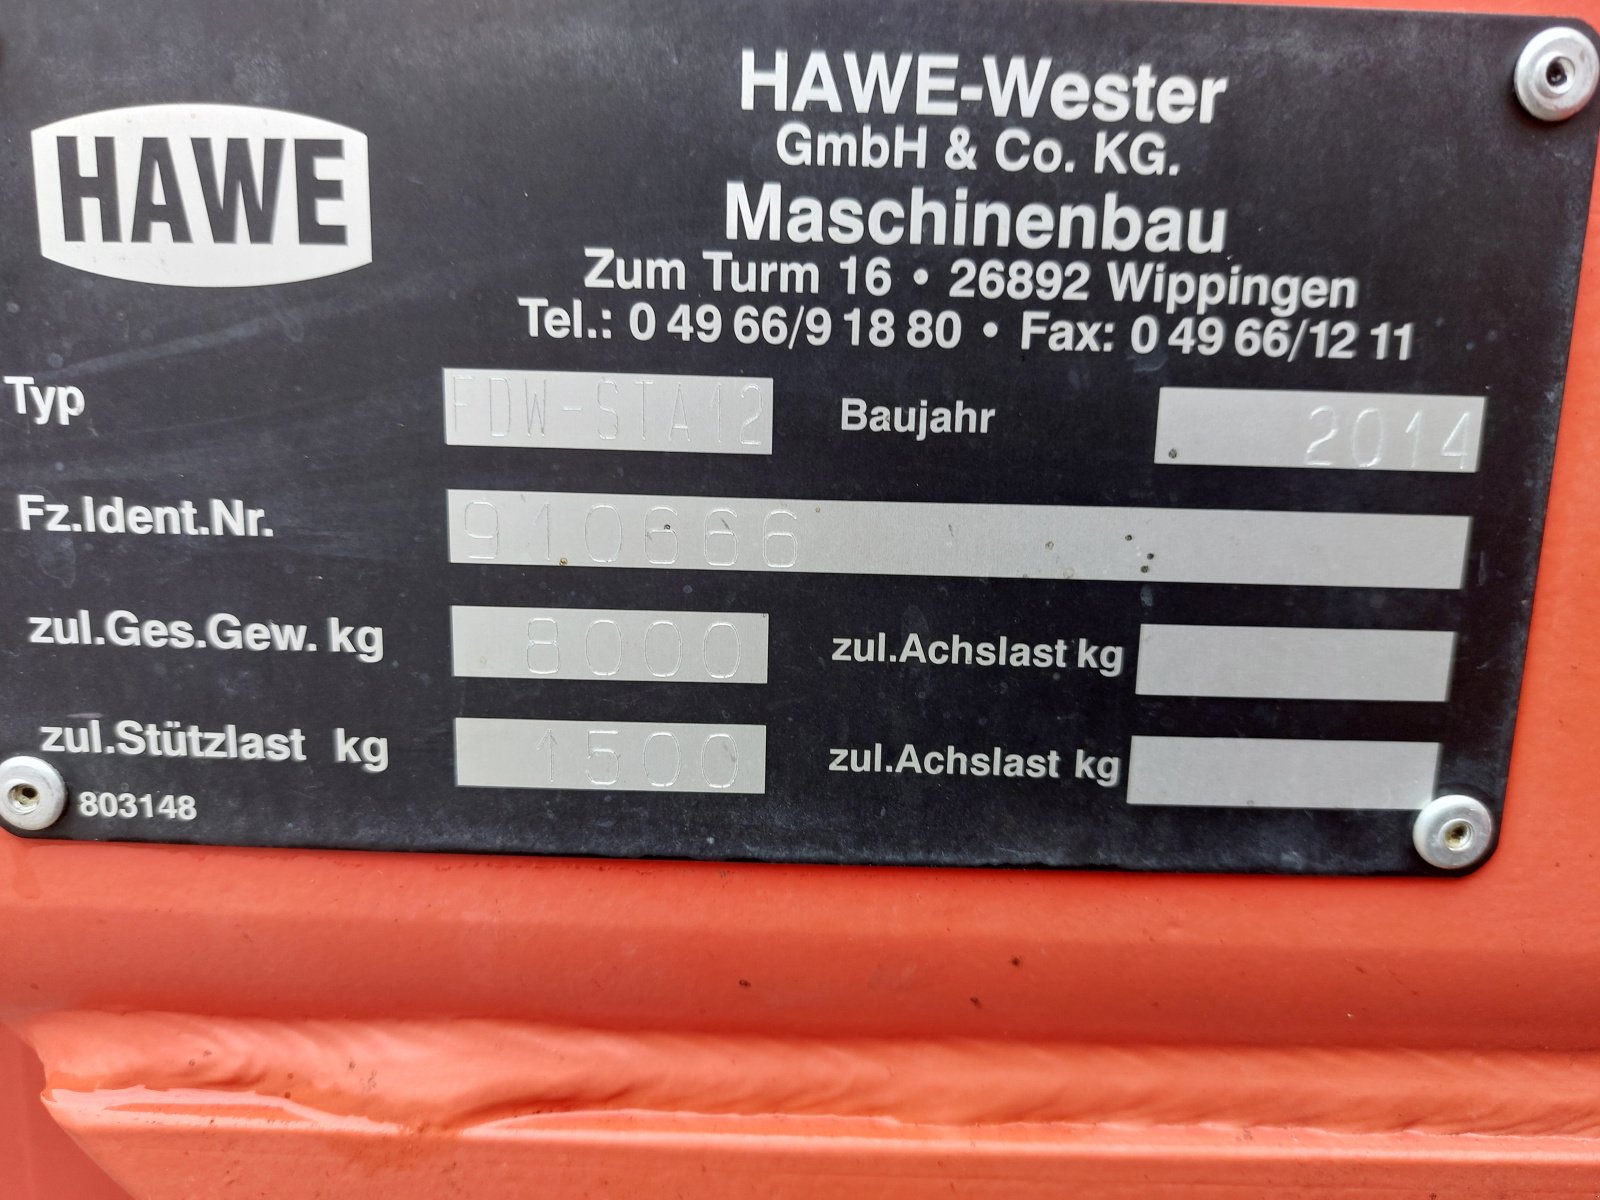 HAWE
HAWE-Wester
GmbH & Co. KG.
Maschinenbau
Zum Turm 16 • 26892 Wippingen
Tel.: 0 49 66/9 18 80 • Fax: 0 49 66/12 11
Typ FDW-STA12 Baujahr 2014
Fz.Ident.Nr. 910666
zul.Ges.Gew. kg 8000 zul.Achslast kg
zul.Stützlast kg 1500 zul.Achslast kg
803148